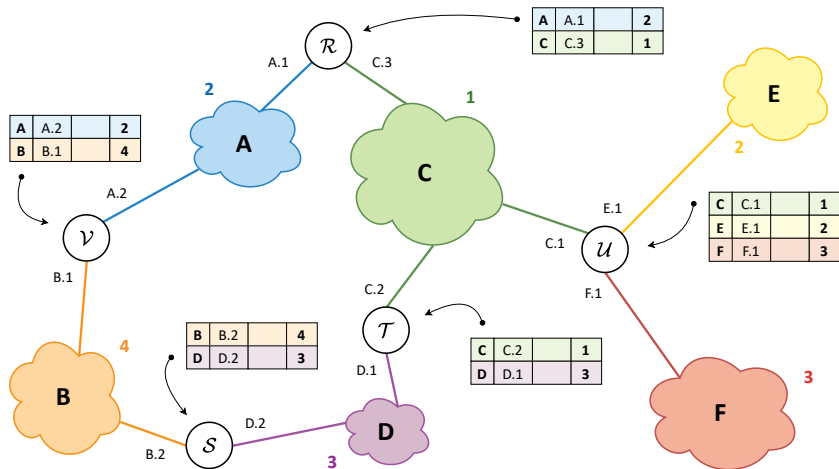 R
A A.1 2
C C.3 1
A.1
C.3
2
1
E
A
2
A A.2 2
B B.1 4
C
A.2
E.1
C C.1 1
E E.1 2
F F.1 3
V
C.1
U
B.1
C.2
F.1
4
B B.2 4
D D.2 3
T
C C.2 1
D D.1 3
D.1
3
B
F
D.2
D
S
B.2
3